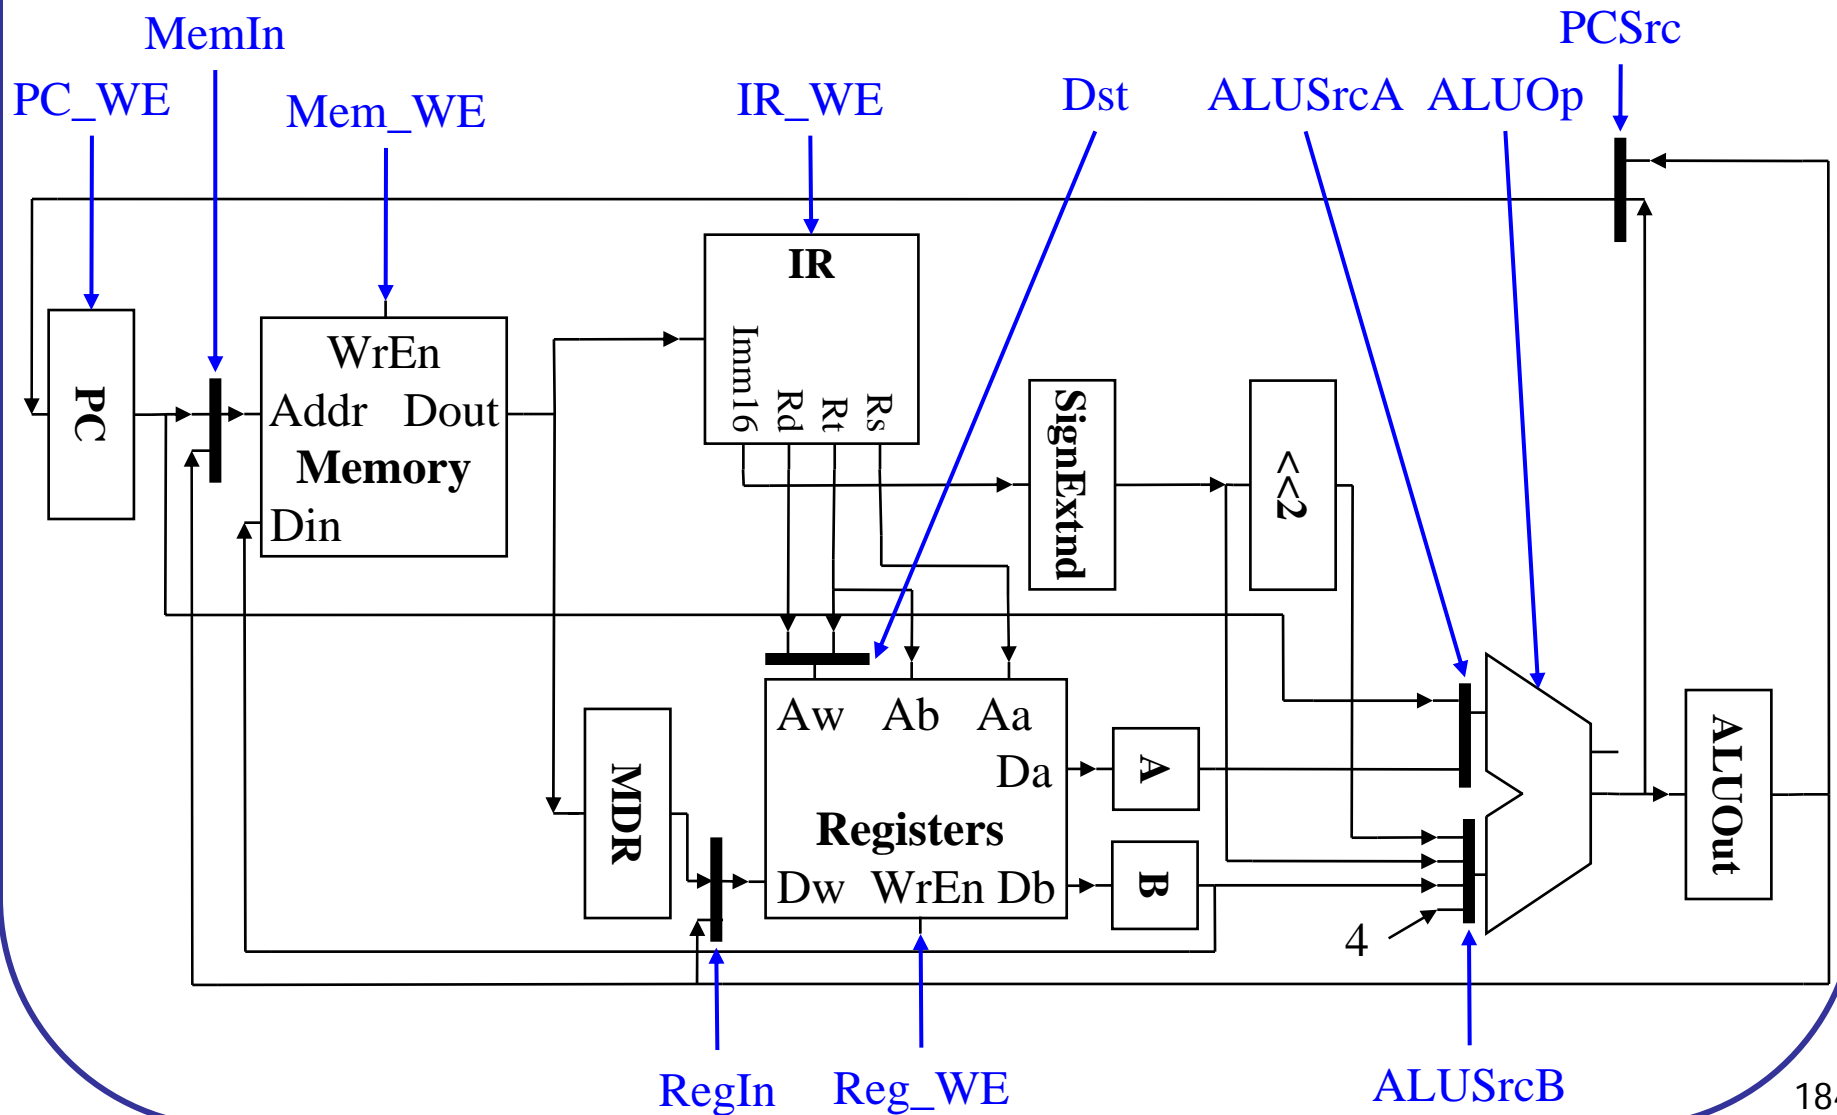 MemIn
PCSrc
PC_WE
Mem_WE
IR_WE
Dst
ALUSrcA
ALUOp
IR
Imm16
Rd
Rt
Rs
PC
WrEn
Addr
Dout
Memory
Din
SignExtnd
<<2
Aw
Ab
Aa
Da
Registers
Dw
WrEn
Db
MDR
A
B
4
ALUOut
RegIn
Reg_WE
ALUSrcB